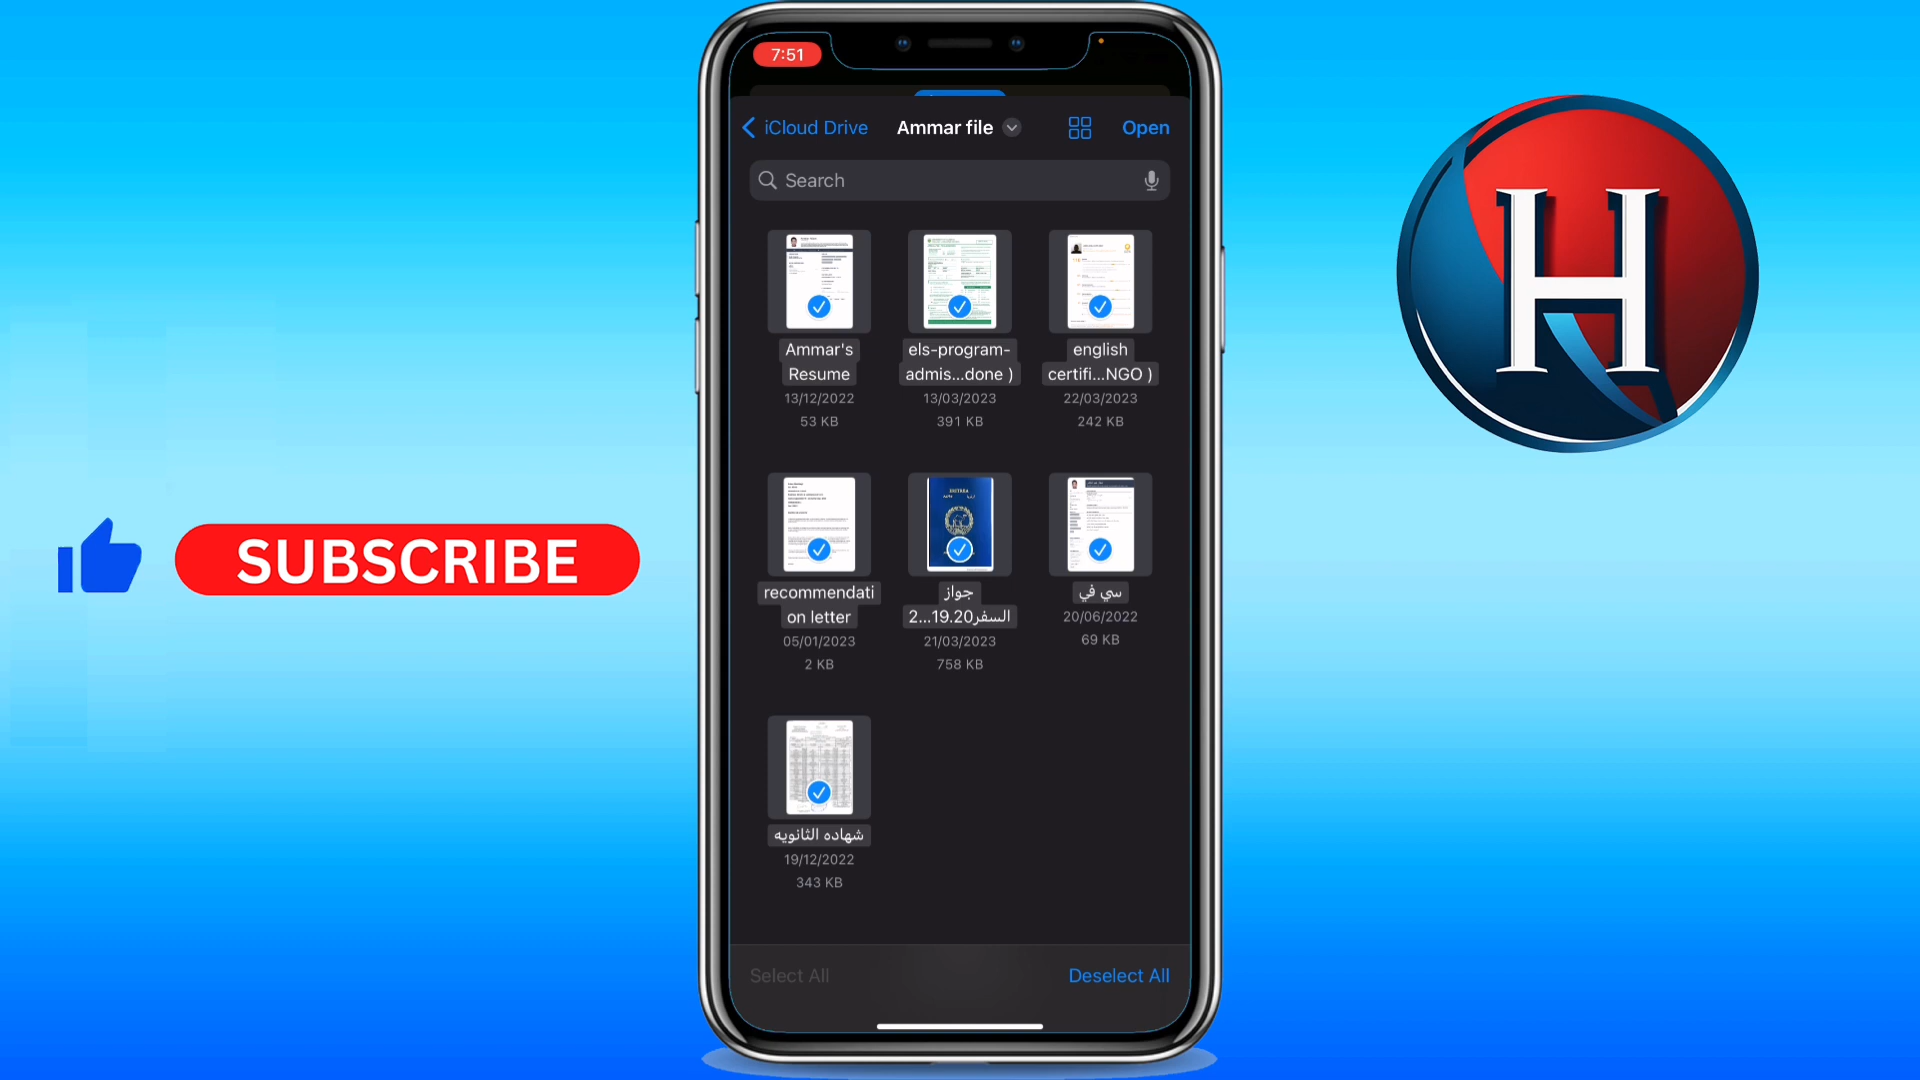 7:51
iCloud Drive
Ammar file
Open
Search
Ammar's
Resume
13/12/2022
53 KB
els-program-
admis...done )
13/03/2023
391 KB
english
certifi...NGO )
22/03/2023
242 KB
recommendati
on letter
05/01/2023
2 KB
ERITREA
جواز
السفر19.20...2
21/03/2023
758 KB
سي في
20/06/2022
69 KB
شهاده الثانويه
19/12/2022
343 KB
Select All
Deselect All
SUBSCRIBE
H